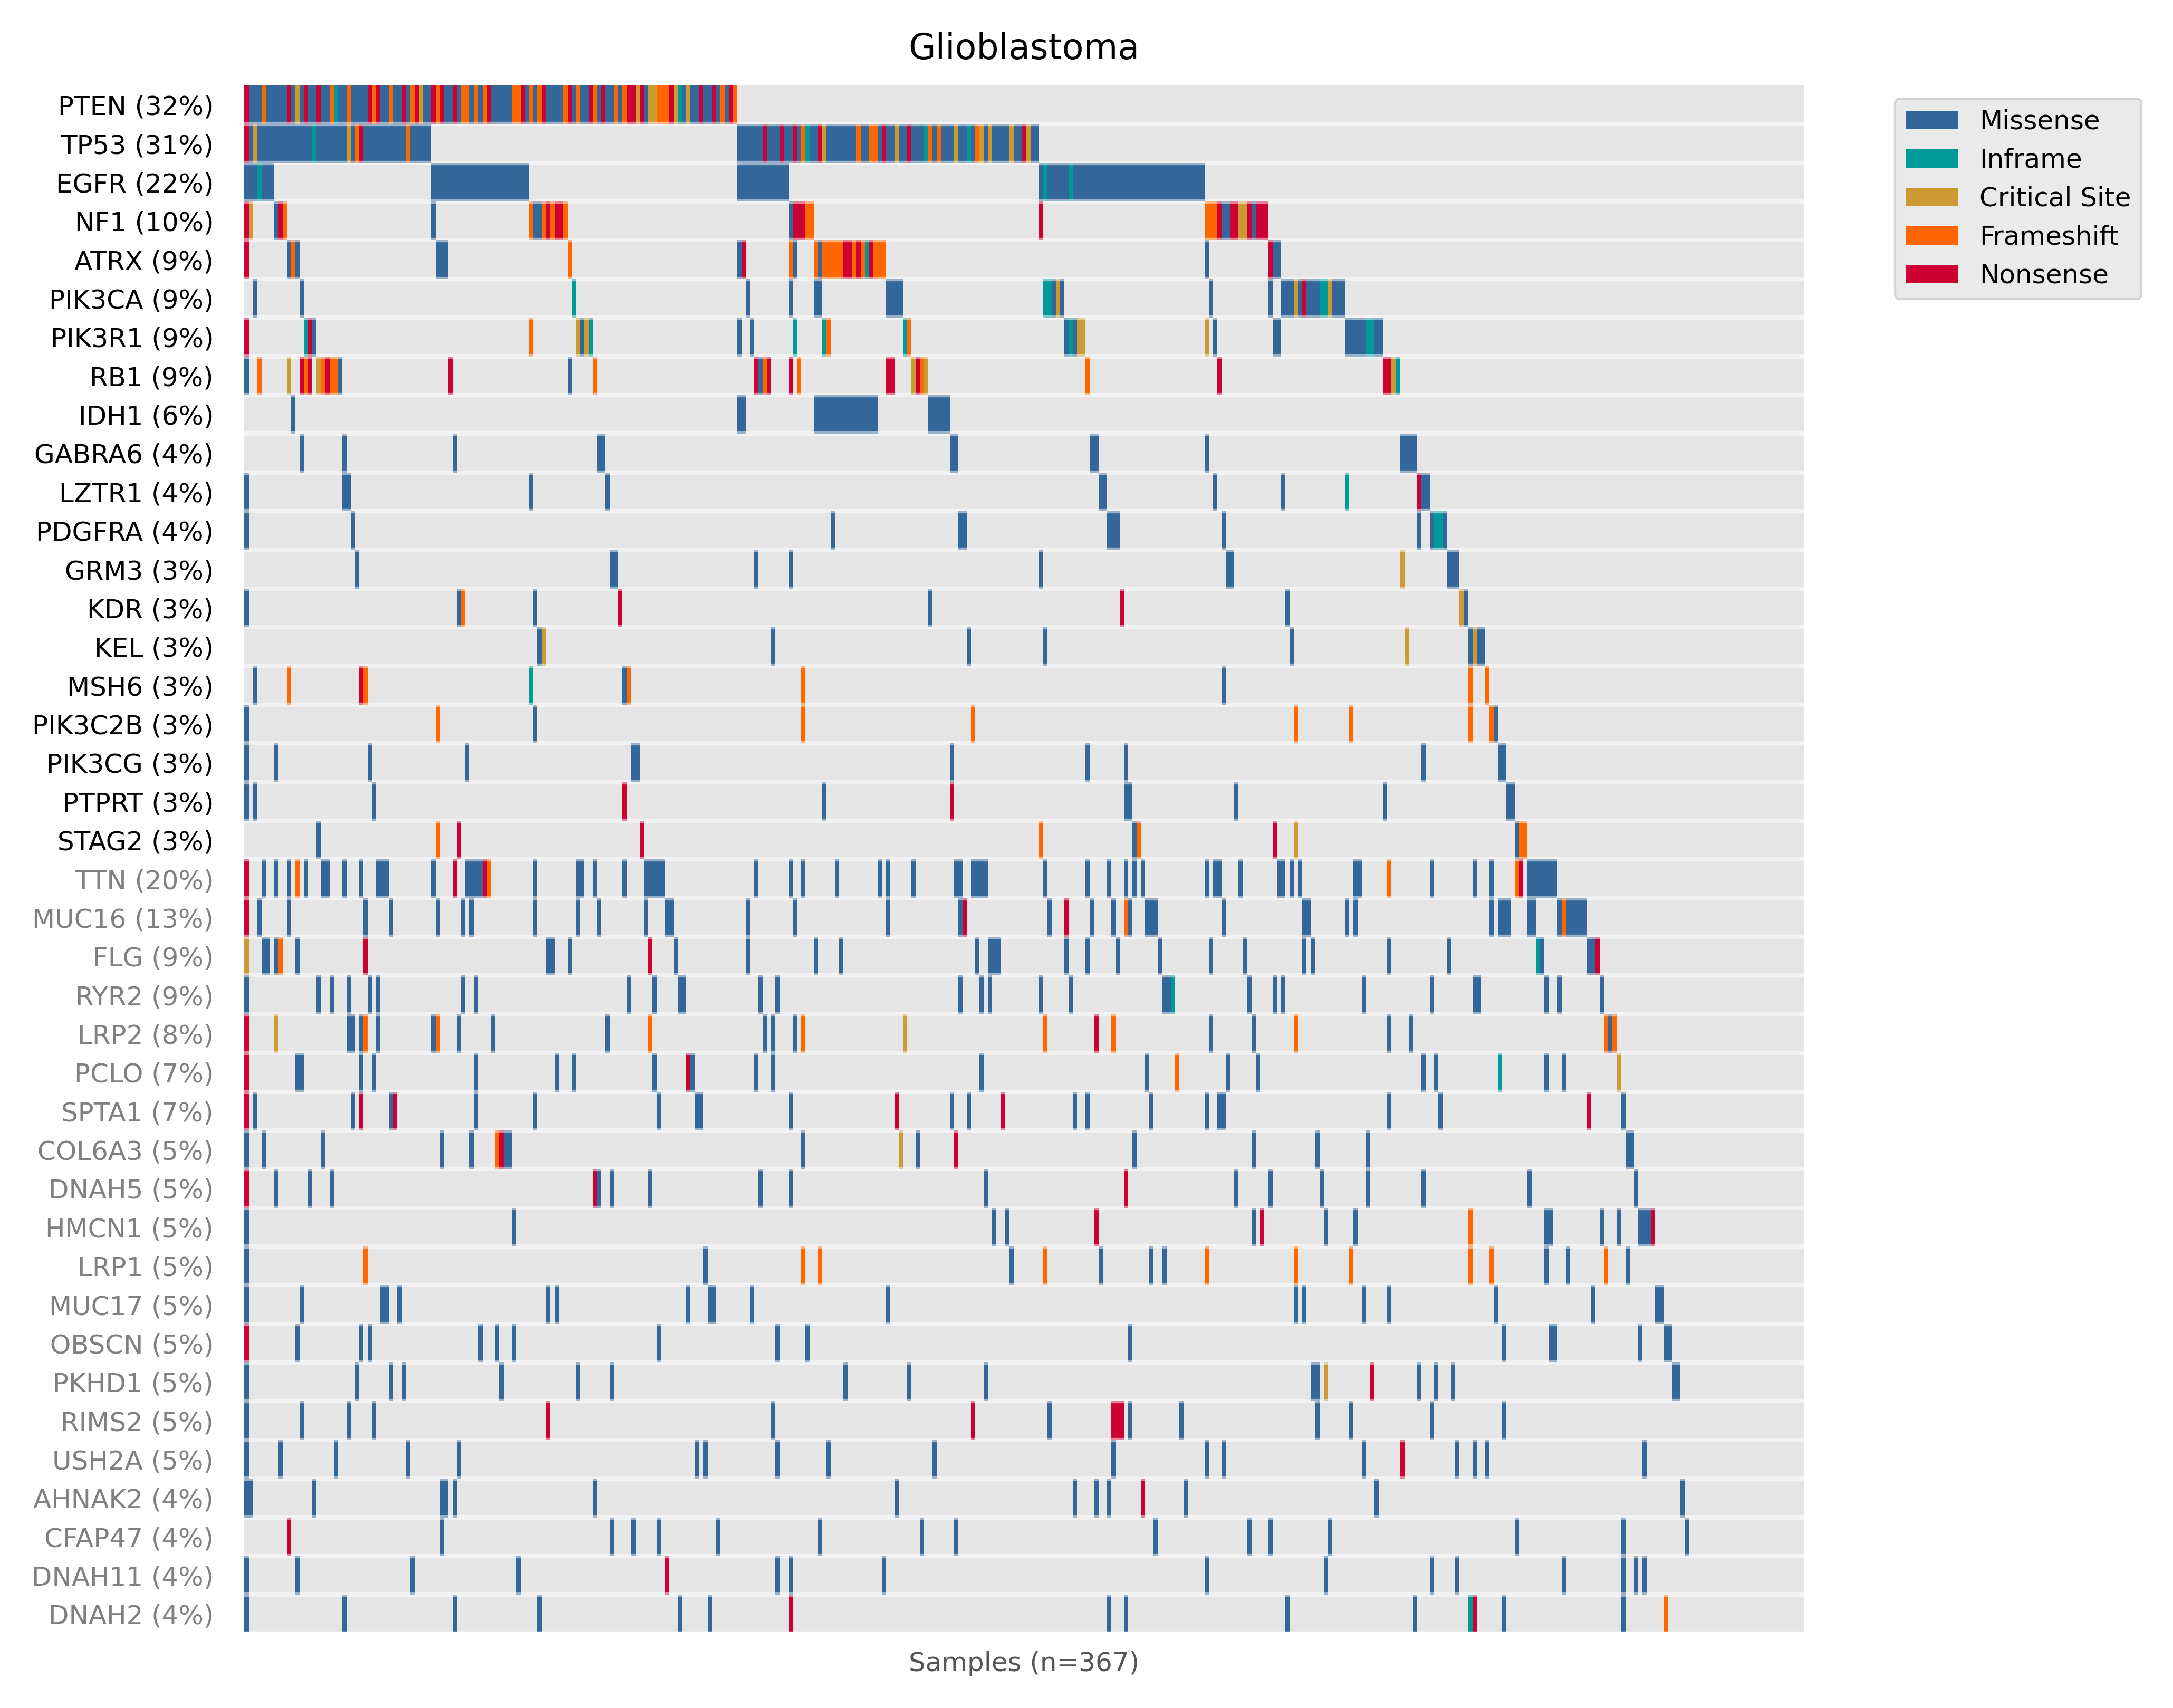 Glioblastoma
PTEN (32%)
TP53 (31%)
EGFR (22%)
NF1 (10%)
ATRX (9%)
PIK3CA (9%)
PIK3R1 (9%)
RB1 (9%)
IDH1 (6%)
GABRA6 (4%)
LZTR1 (4%)
PDGFRA (4%)
GRM3 (3%)
KDR (3%)
KEL (3%)
MSH6 (3%)
PIK3C2B (3%)
PIK3CG (3%)
PTPRT (3%)
STAG2 (3%)
TTN (20%)
MUC16 (13%)
FLG (9%)
RYR2 (9%)
LRP2 (8%)
PCLO (7%)
SPTA1 (7%)
COL6A3 (5%)
DNAH5 (5%)
HMCN1 (5%)
LRP1 (5%)
MUC17 (5%)
OBSCN (5%)
PKHD1 (5%)
RIMS2 (5%)
USH2A (5%)
AHNAK2 (4%)
CFAP47 (4%)
DNAH11 (4%)
DNAH2 (4%)
Samples (n=367)
Missense
Inframe
Critical Site
Frameshift
Nonsense